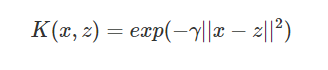 K(x, z) = exp(−γ||x − z||²)